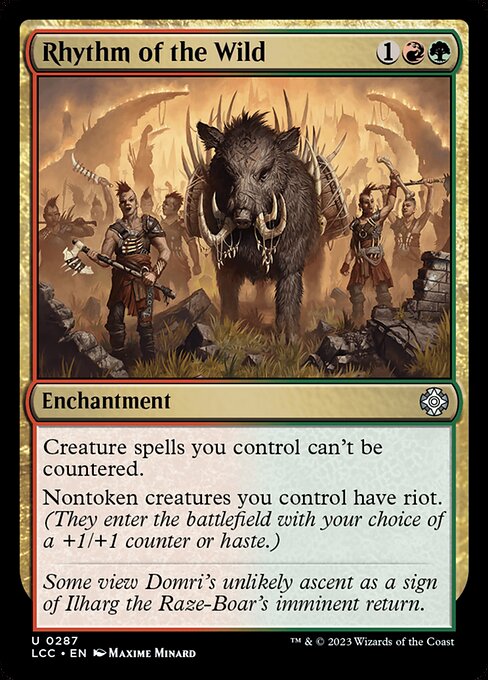 Rhythm of the Wild 1
Enchantment
Creature spells you control can't be
countered.
Nontoken creatures you control have riot.
(They enter the battlefield with your choice of
a +1/+1 counter or haste.)
Some view Domri's unlikely ascent as a sign
of Ilharg the Raze-Boar's imminent return.
U 0287
LCC • EN Maxime Minard
™ & © 2023 Wizards of the Coast